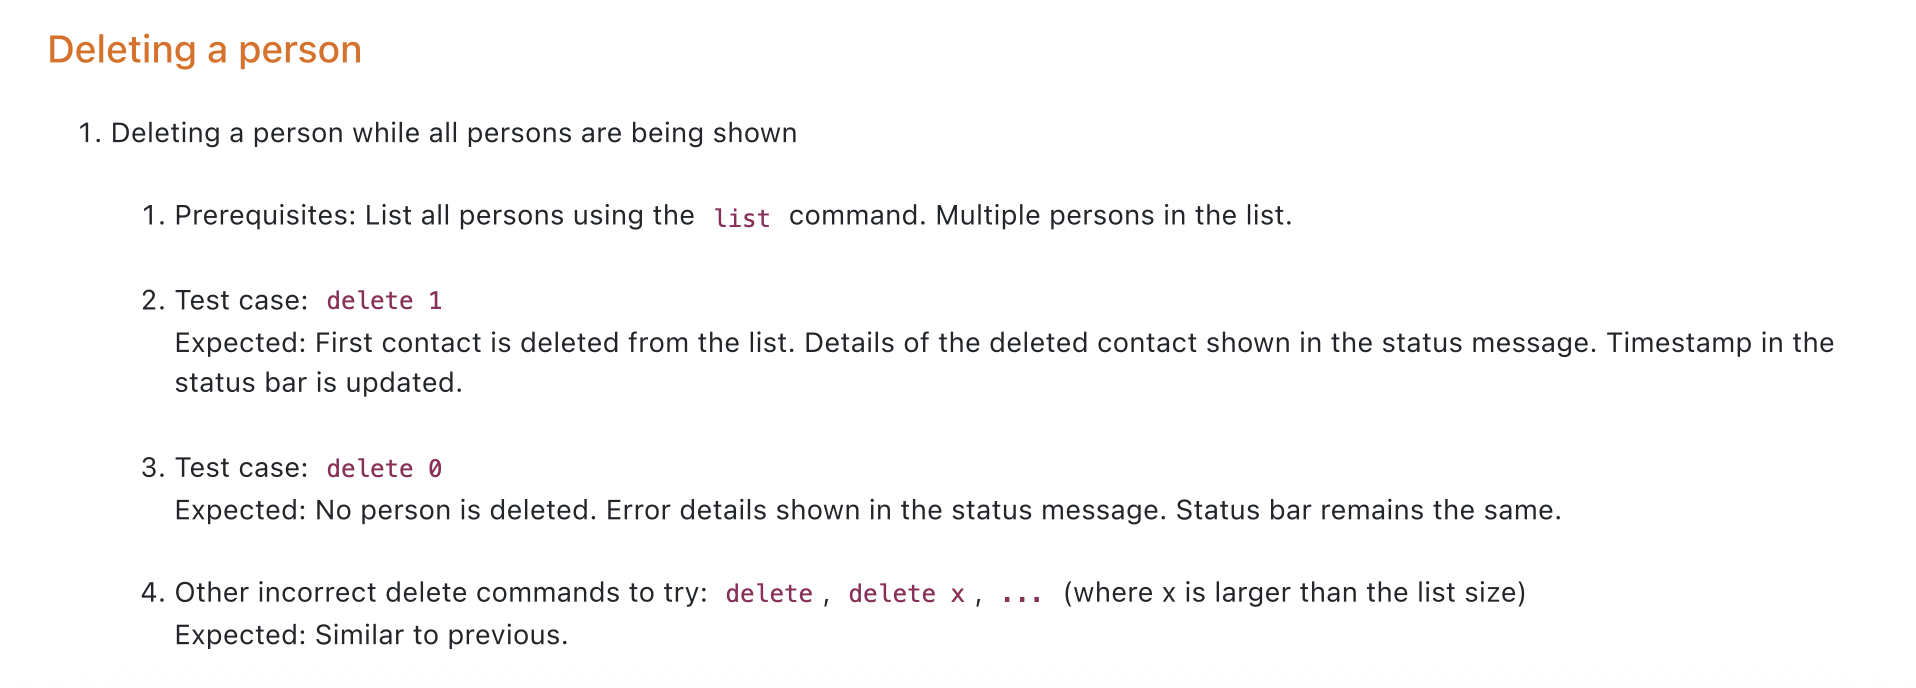 Deleting a person
1. Deleting a person while all persons are being shown
1. Prerequisites: List all persons using the list command. Multiple persons in the list.
2. Test case: delete 1
Expected: First contact is deleted from the list. Details of the deleted contact shown in the status message. Timestamp in the
status bar is updated.
3. Test case: delete 0
Expected: No person is deleted. Error details shown in the status message. Status bar remains the same.
4. Other incorrect delete commands to try: delete , delete x , ... (where x is larger than the list size)
Expected: Similar to previous.